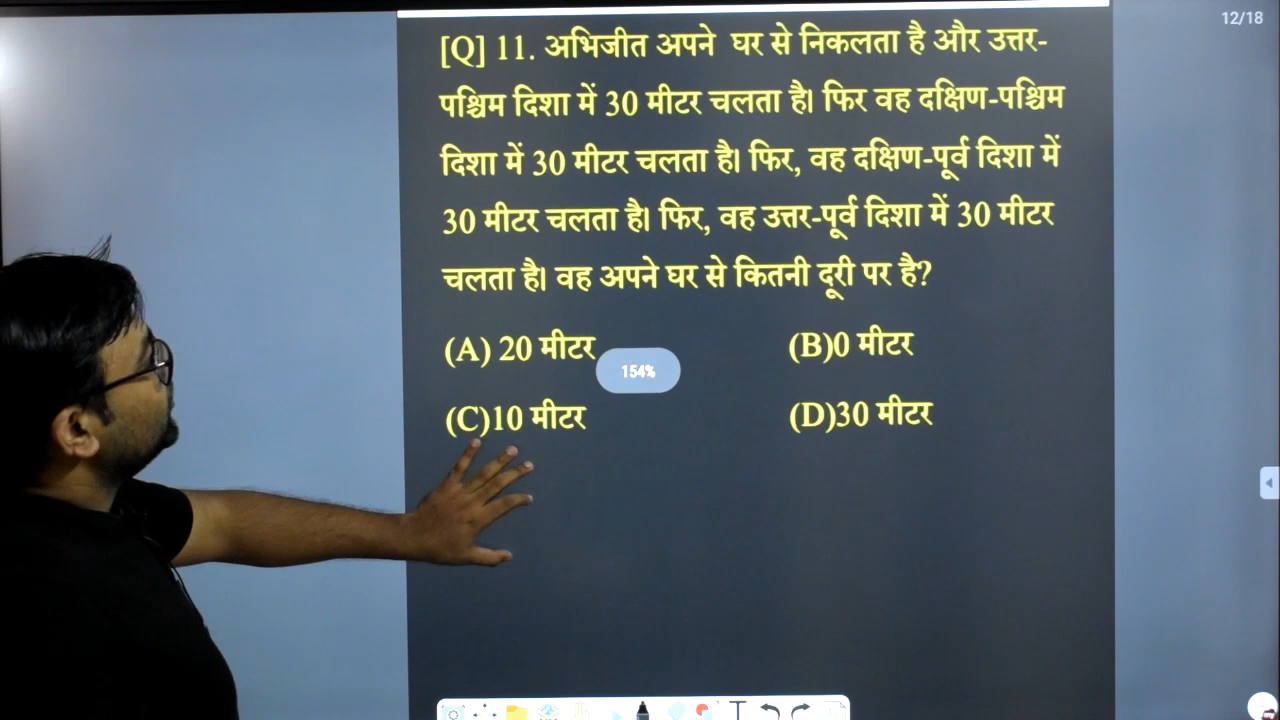 12/18
[Q] 11. अभिजीत अपने घर से निकलता है और उत्तर-
पश्चिम दिशा में 30 मीटर चलता है। फिर वह दक्षिण-पश्चिम
दिशा में 30 मीटर चलता है। फिर, वह दक्षिण-पूर्व दिशा में
30 मीटर चलता है। फिर, वह उत्तर-पूर्व दिशा में 30 मीटर
चलता है। वह अपने घर से कितनी दूरी पर है?
(A) 20 मीटर (B)0 मीटर
154%
(C)10 मीटर (D)30 मीटर